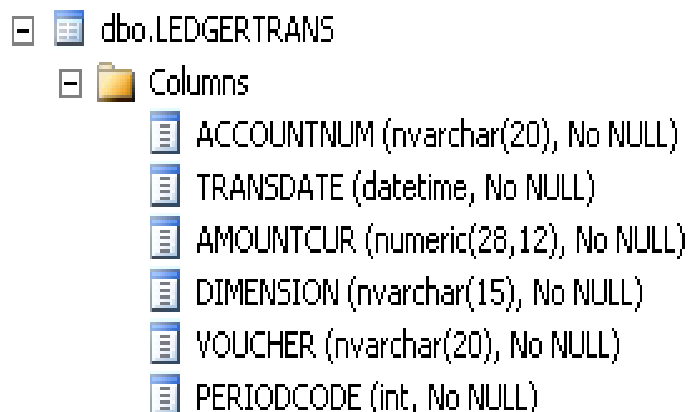 dbo.LEDGERTRANS
Columns
ACCOUNTNUM (nvarchar(20), No NULL)
TRANSDATE (datetime, No NULL)
AMOUNTCUR (numeric(28,12), No NULL)
DIMENSION (nvarchar(15), No NULL)
VOUCHER (nvarchar(20), No NULL)
PERIODCODE (int, No NULL)